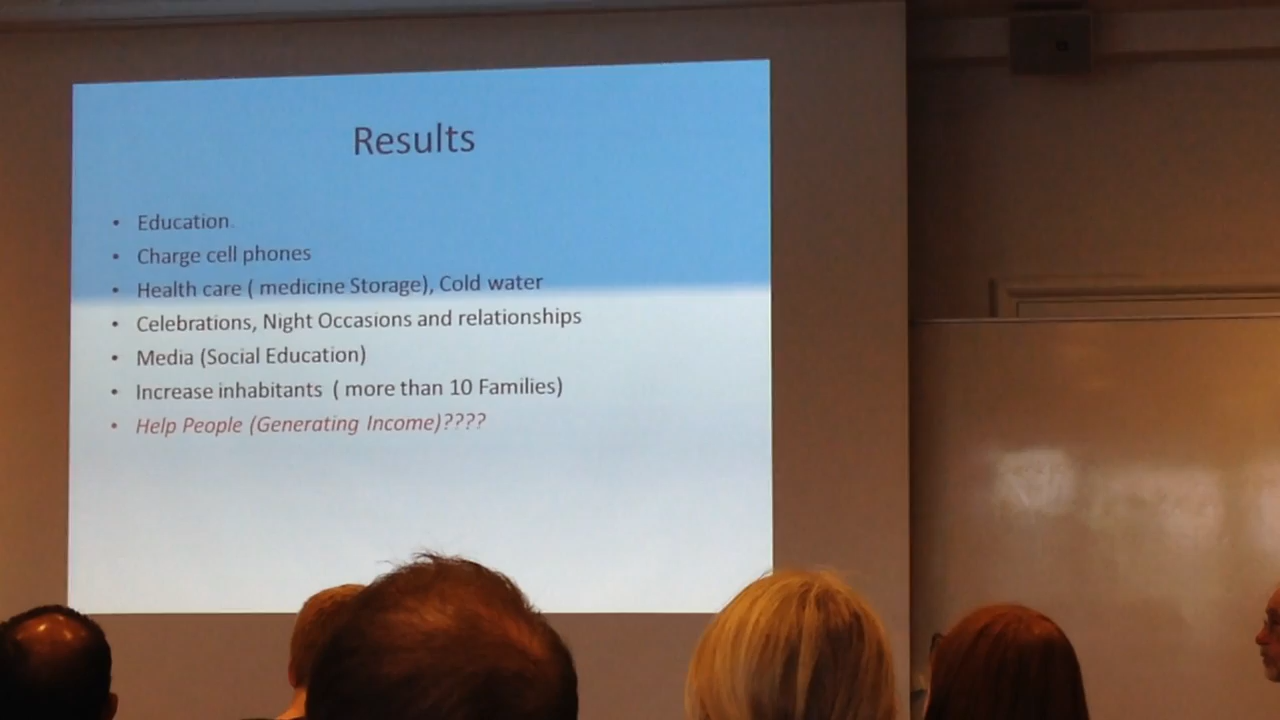 Results
• Education
• Charge cell phones
• Health care ( medicine Storage), Cold water
• Celebrations, Night Occasions and relationships
• Media (Social Education)
• Increase inhabitants ( more than 10 Families)
• Help People (Generating Income)????